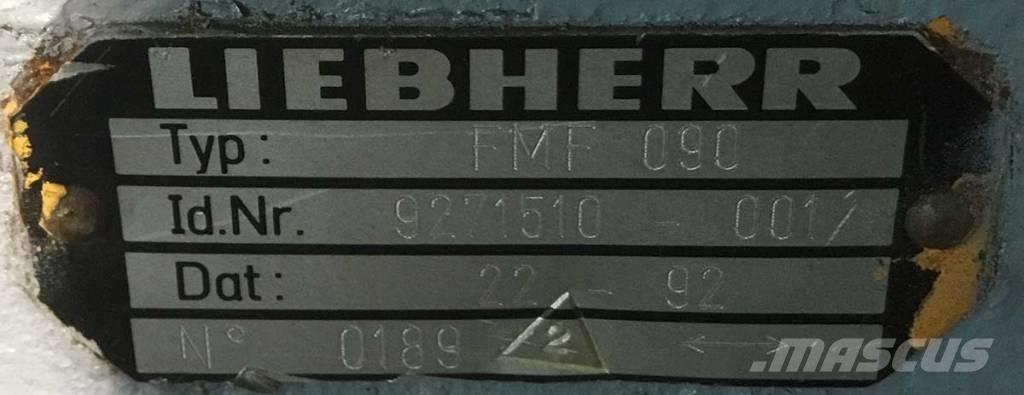 LIEBHERR
Typ: FMF 090
Id.Nr. 9271510 - 001/
Dat: 22 - 92
N° 0189 2 ↔
MASCUS